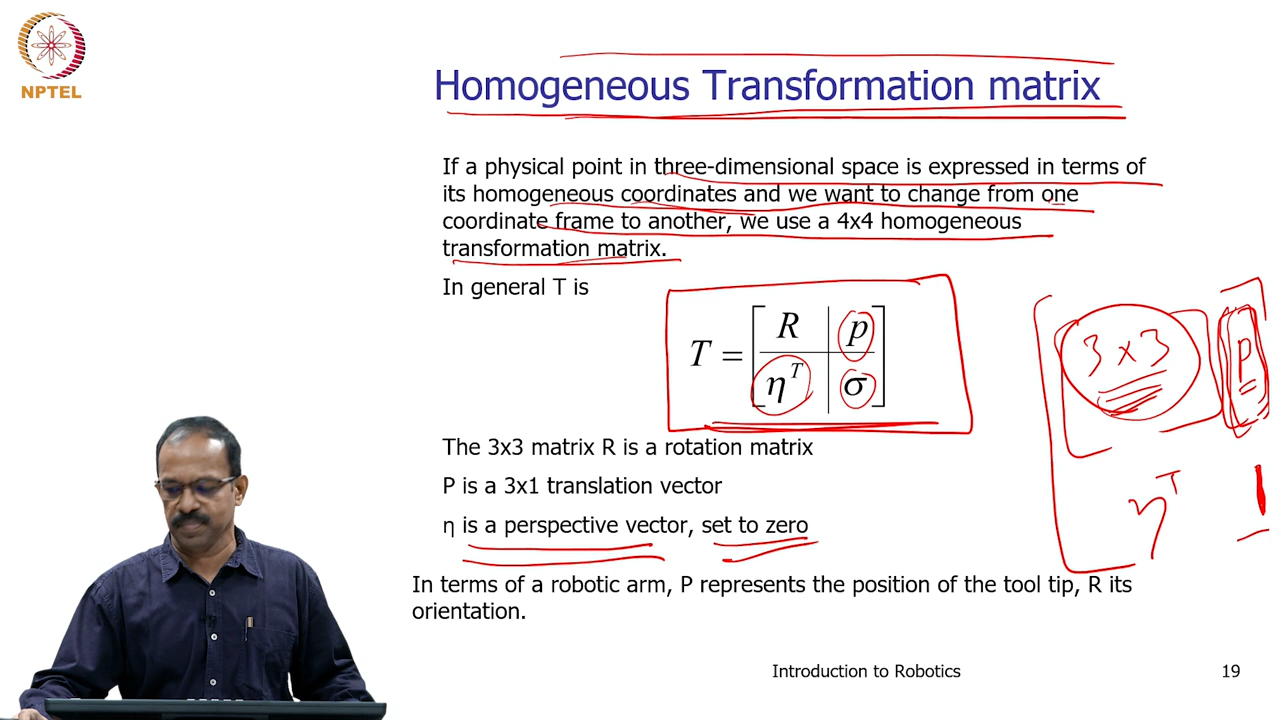 NPTEL
Homogeneous Transformation matrix
If a physical point in three-dimensional space is expressed in terms of
its homogeneous coordinates and we want to change from one
coordinate frame to another, we use a 4x4 homogeneous
transformation matrix.
In general T is
T = [ R | p
η^T | σ ]
3 x 3 p
η^T 1
The 3x3 matrix R is a rotation matrix
P is a 3x1 translation vector
η is a perspective vector, set to zero
In terms of a robotic arm, P represents the position of the tool tip, R its
orientation.
Introduction to Robotics 19